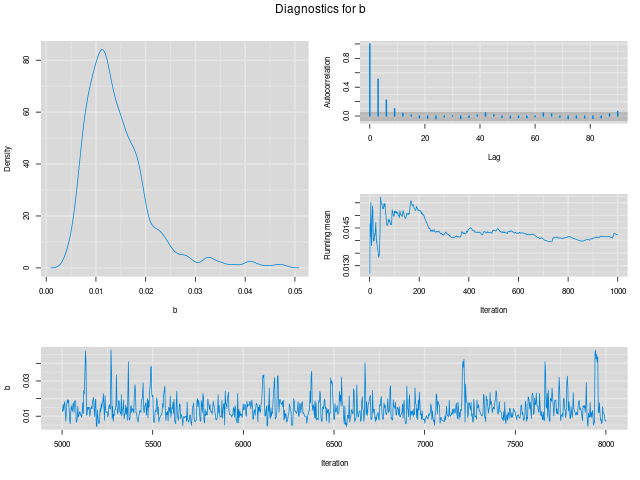 Diagnostics for b
Density
0 20 40 60 80
0.00 0.01 0.02 0.03 0.04 0.05
b
Autocorrelation
0.0 0.4 0.8
0 20 40 60 80
Lag
Running mean
0.0130 0.0145
0 200 400 600 800 1000
Iteration
b
0.01 0.03
5000 5500 6000 6500 7000 7500 8000
Iteration